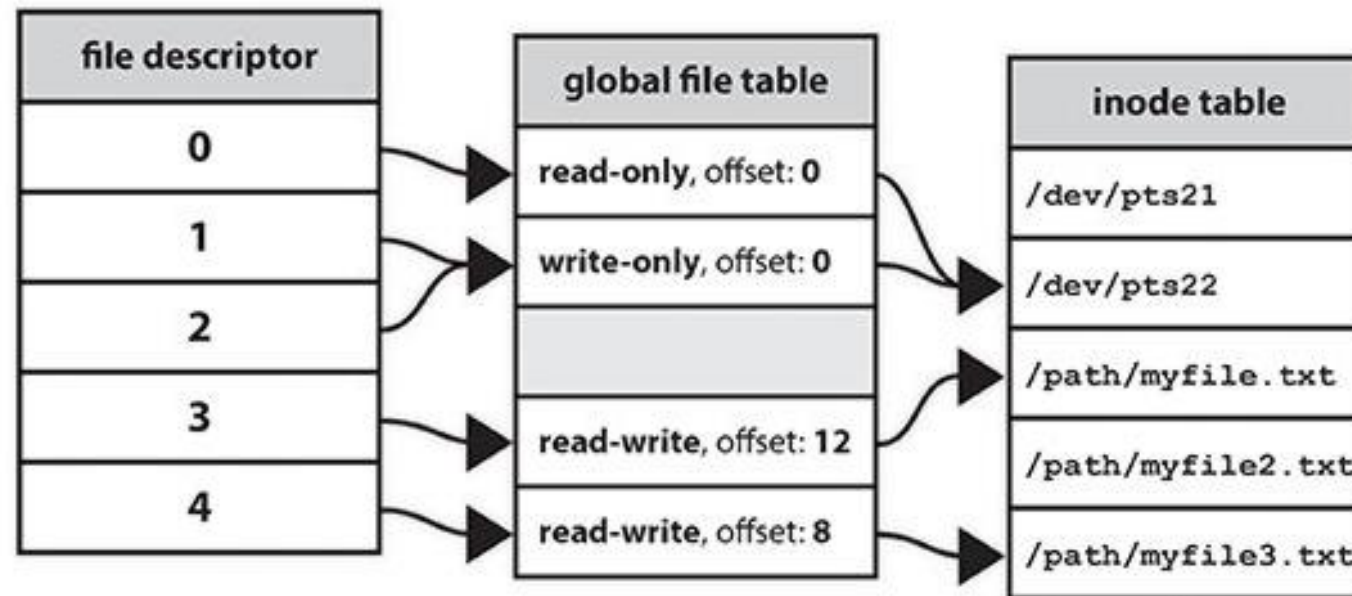 file descriptor
0
1
2
3
4
global file table
read-only, offset: 0
write-only, offset: 0
read-write, offset: 12
read-write, offset: 8
inode table
/dev/pts21
/dev/pts22
/path/myfile.txt
/path/myfile2.txt
/path/myfile3.txt